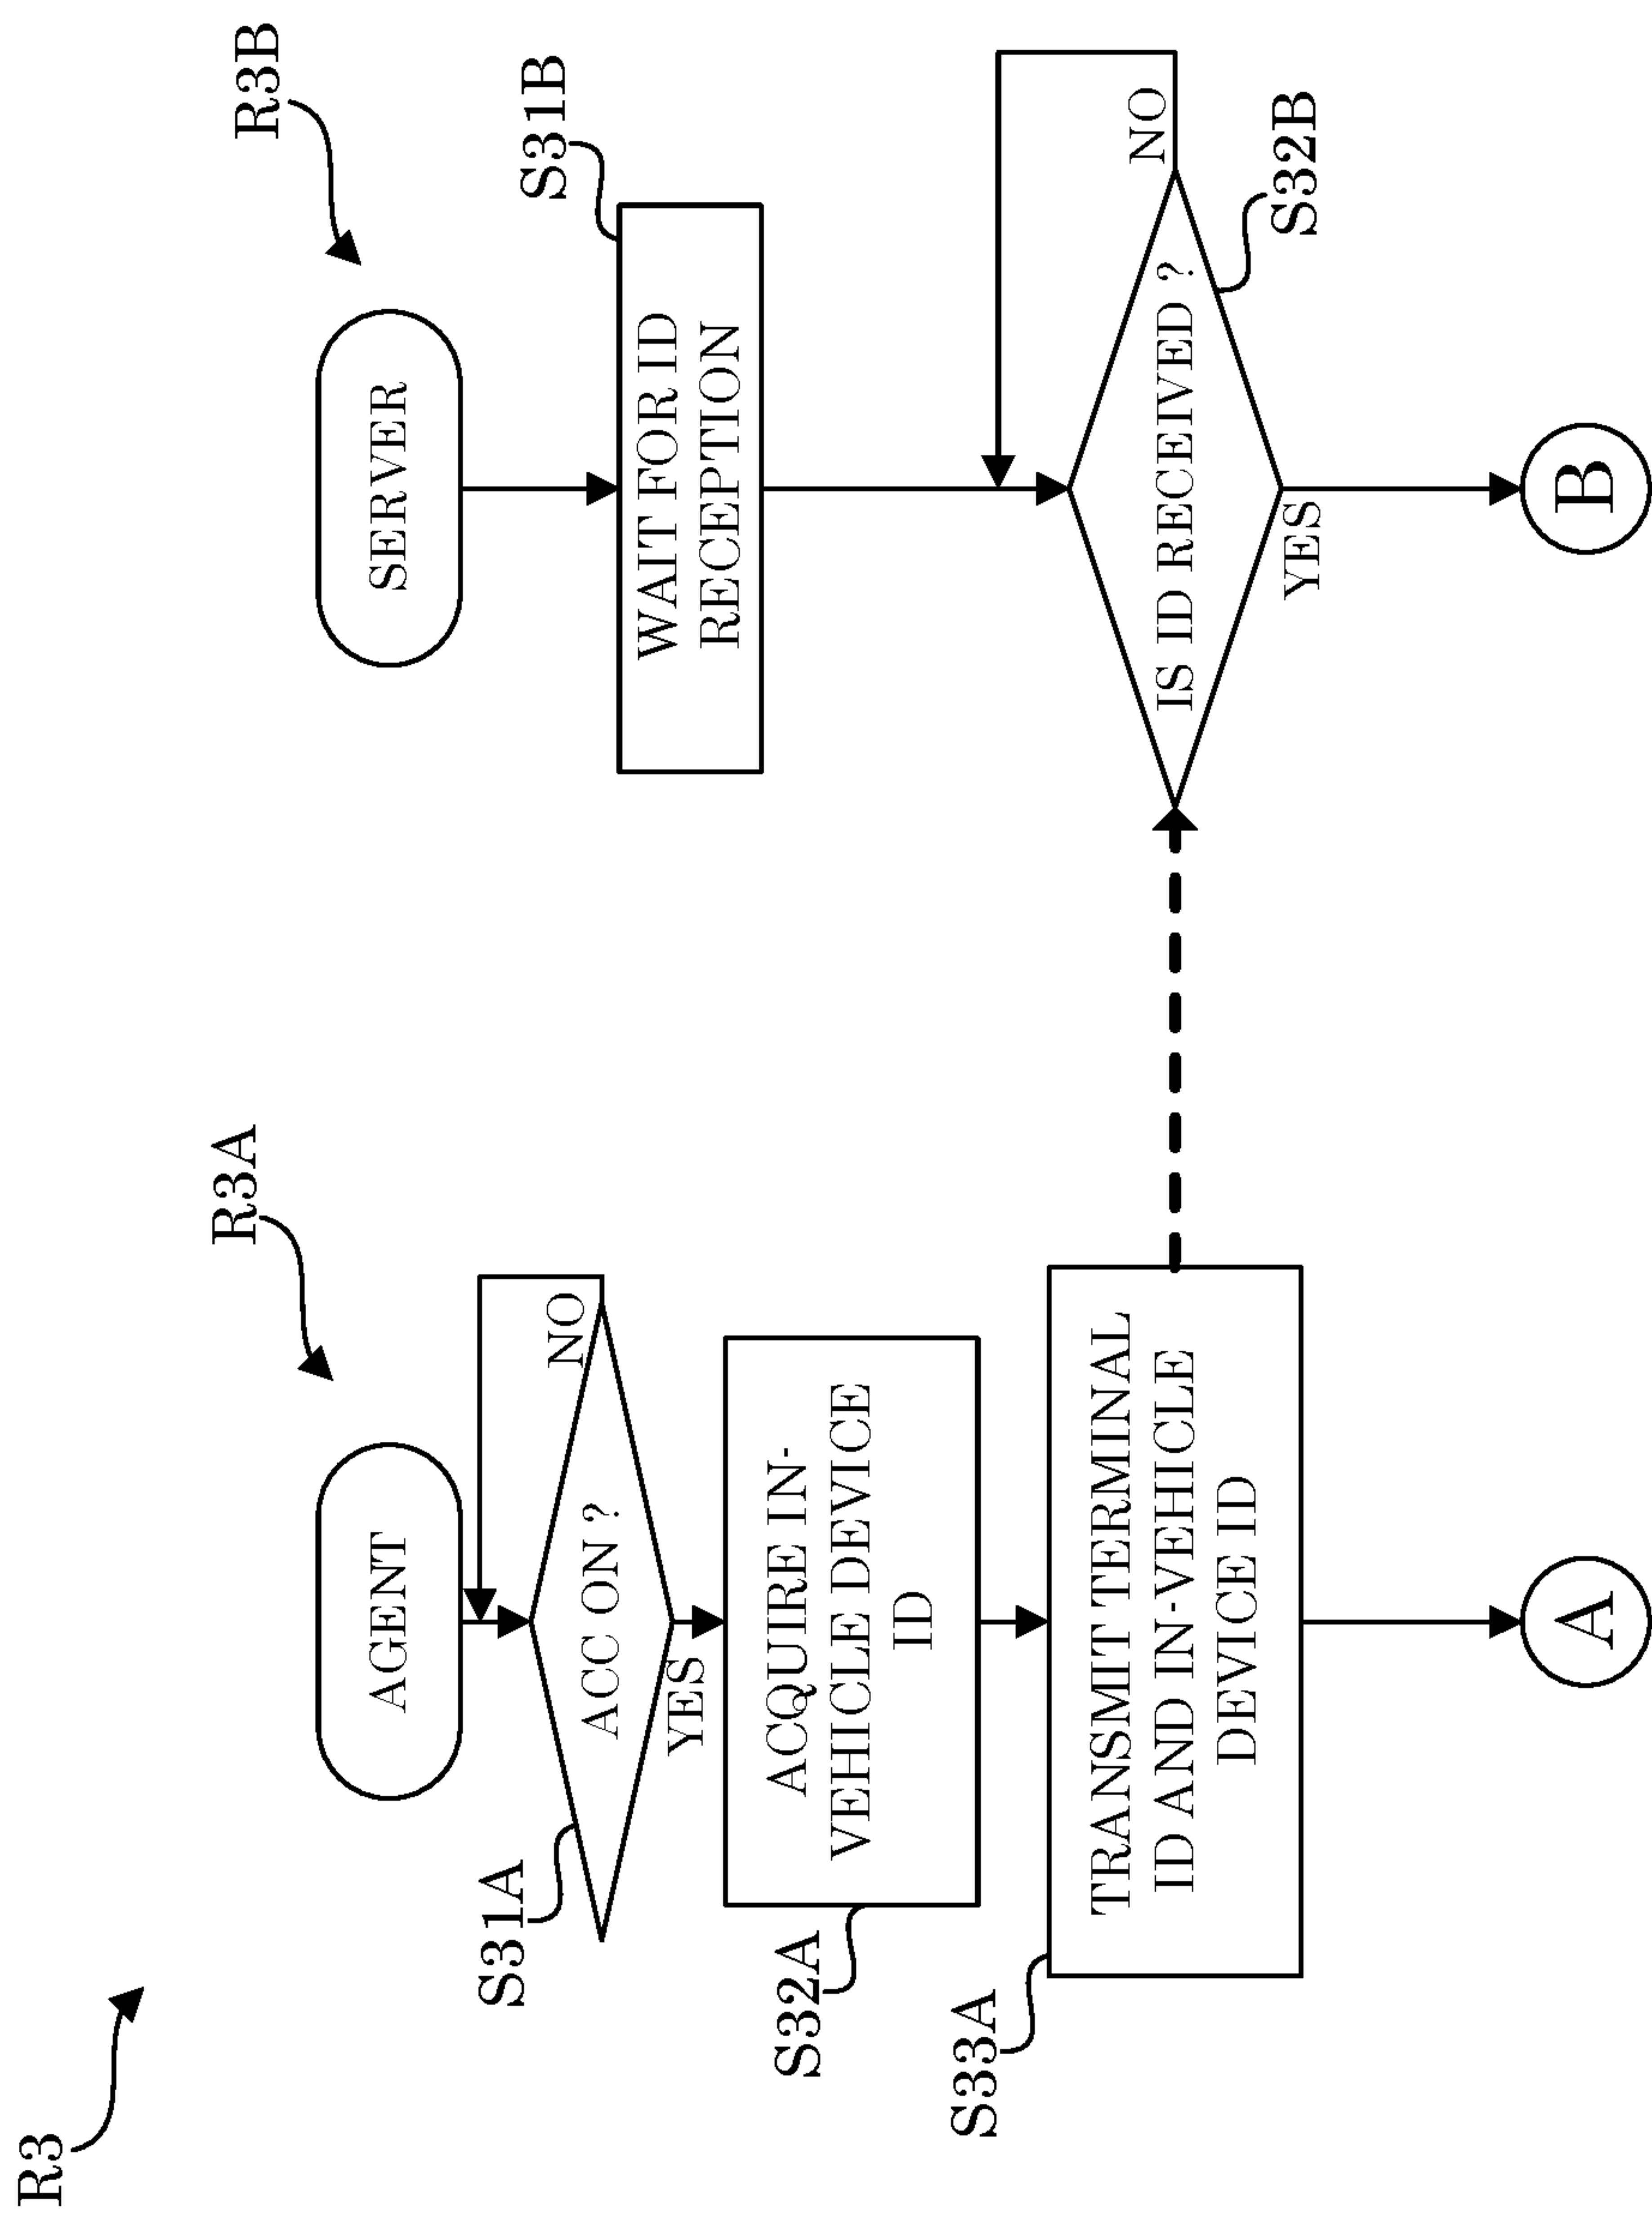 R3
R3A
AGENT
S31A
ACC ON ?
NO
YES
S32A
ACQUIRE IN-
VEHICLE DEVICE
ID
S33A
TRANSMIT TERMINAL
ID AND IN-VEHICLE
DEVICE ID
A
R3B
SERVER
S31B
WAIT FOR ID
RECEPTION
IS ID RECEIVED ?
NO
S32B
YES
B